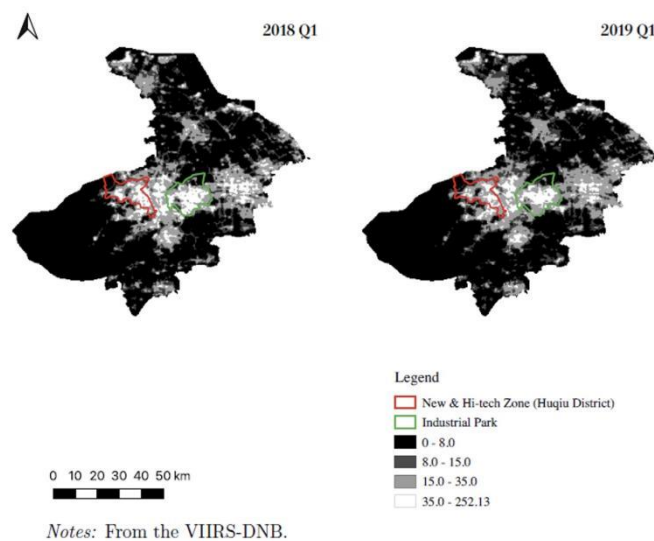 2018 Q1
2019 Q1
Legend
New & Hi-tech Zone (Huqiu District)
Industrial Park
0 - 8.0
8.0 - 15.0
15.0 - 35.0
35.0 - 252.13
0 10 20 30 40 50 km
Notes: From the VIIRS-DNB.